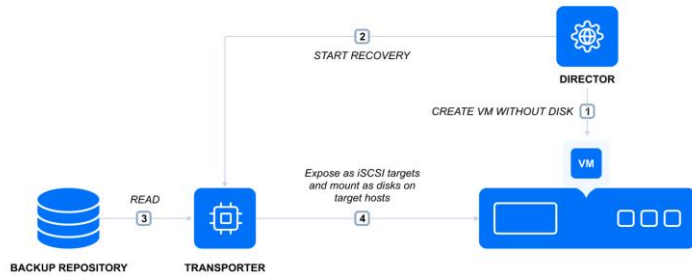 2
START RECOVERY
DIRECTOR
CREATE VM WITHOUT DISK
1
VM
Expose as iSCSI targets
and mount as disks on
target hosts
READ
3
4
BACKUP REPOSITORY
TRANSPORTER